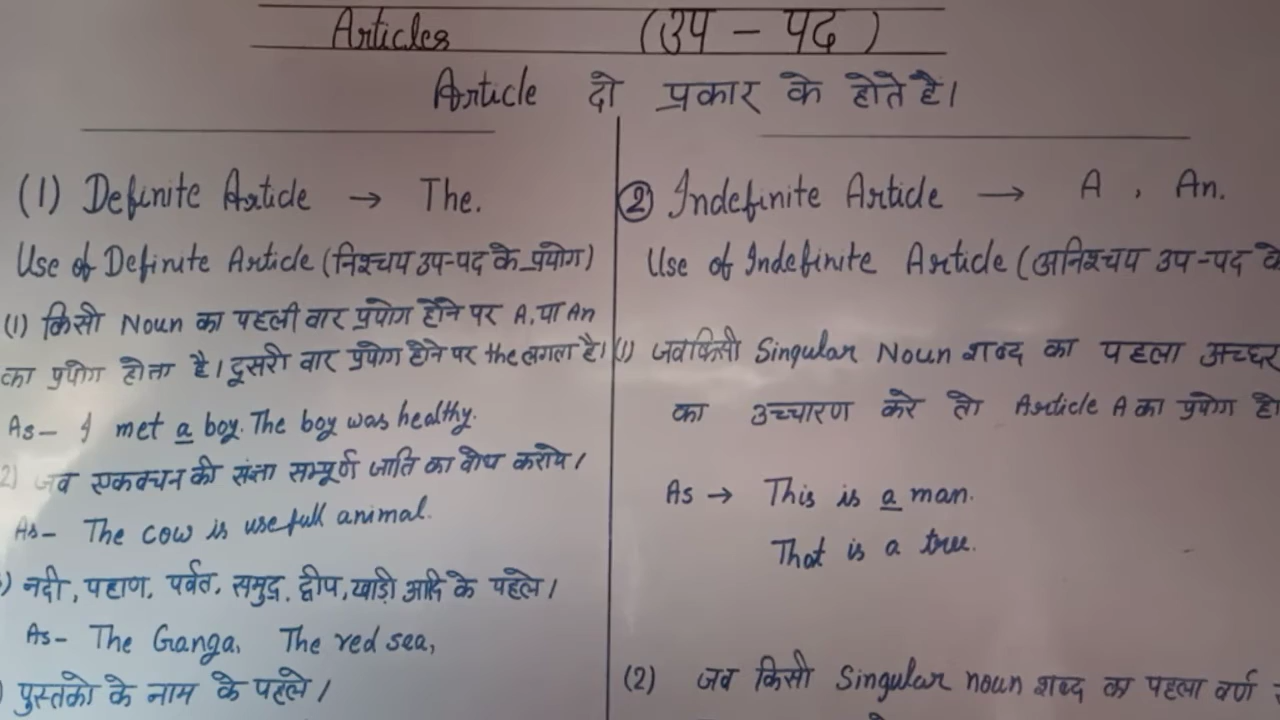 Articles (उप - पद)
Article दो प्रकार के होते है।
(1) Definite Article → The.
Use of Definite Article (निश्चय उप-पद के प्रयोग)
(1) किसी Noun का पहली वार प्रयोग होने पर A, या An
का प्रयोग होता है। दूसरी वार प्रयोग होने पर the लगता है।
As- I met a boy. The boy was healthy.
2) जव एकवचन की संज्ञा सम्पूर्ण जाति का वोध कराये।
As- The cow is usefull animal.
) नदी, पहाण, पर्वत, समुद्र, द्वीप, खाड़ी आदि के पहले।
As- The Ganga, The red sea,
) पुस्तको के नाम के पहले।
2 Indefinite Article → A, An.
Use of Indefinite Article (अनिश्चय उप-पद के
(1) जवकिसी Singular Noun शब्द का पहला अच्छर
का उच्चारण करे तो Article A का प्रयोग हो
As → This is a man.
That is a tree.
(2) जव किसी Singular noun शब्द का पहला वर्ण